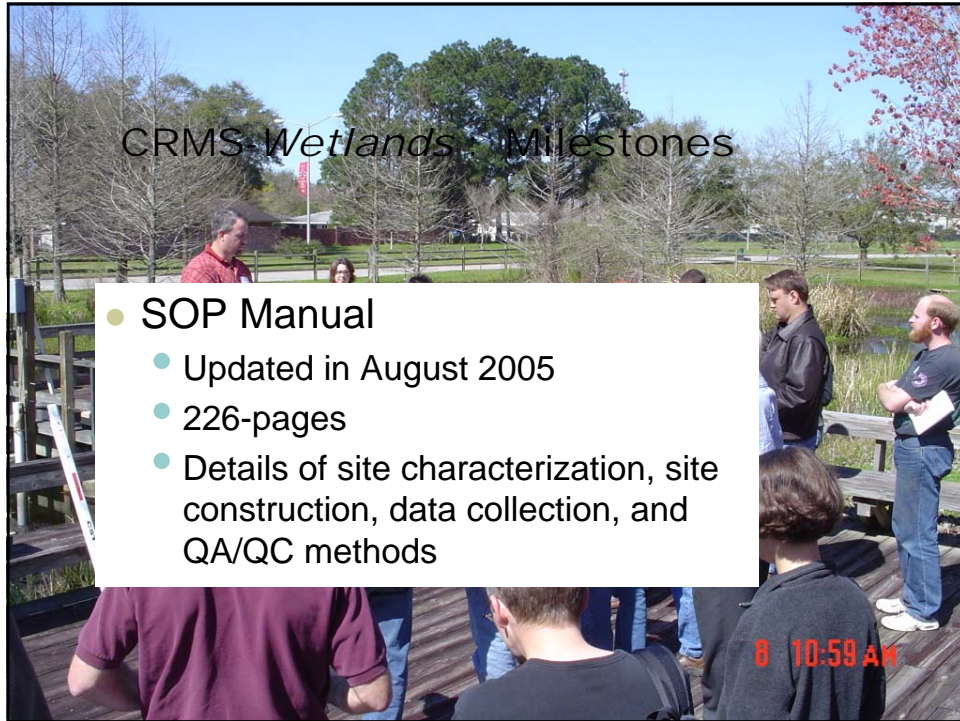 CRMS-Wetlands : Milestones
SOP Manual
Updated in August 2005
226-pages
Details of site characterization, site
construction, data collection, and
QA/QC methods
8 10:59 AM